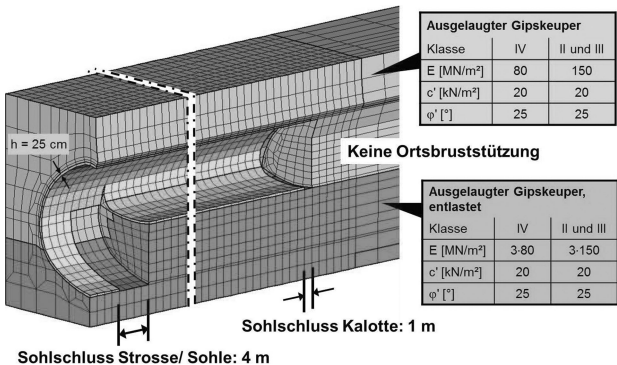 Ausgelaugter Gipskeuper
Klasse IV II und III
E [MN/m²] 80 150
c' [kN/m²] 20 20
φ' [°] 25 25
h = 25 cm
Keine Ortsbruststützung
Ausgelaugter Gipskeuper,
entlastet
Klasse IV II und III
E [MN/m²] 3·80 3·150
c' [kN/m²] 20 20
φ' [°] 25 25
Sohlschluss Kalotte: 1 m
Sohlschluss Strosse/ Sohle: 4 m